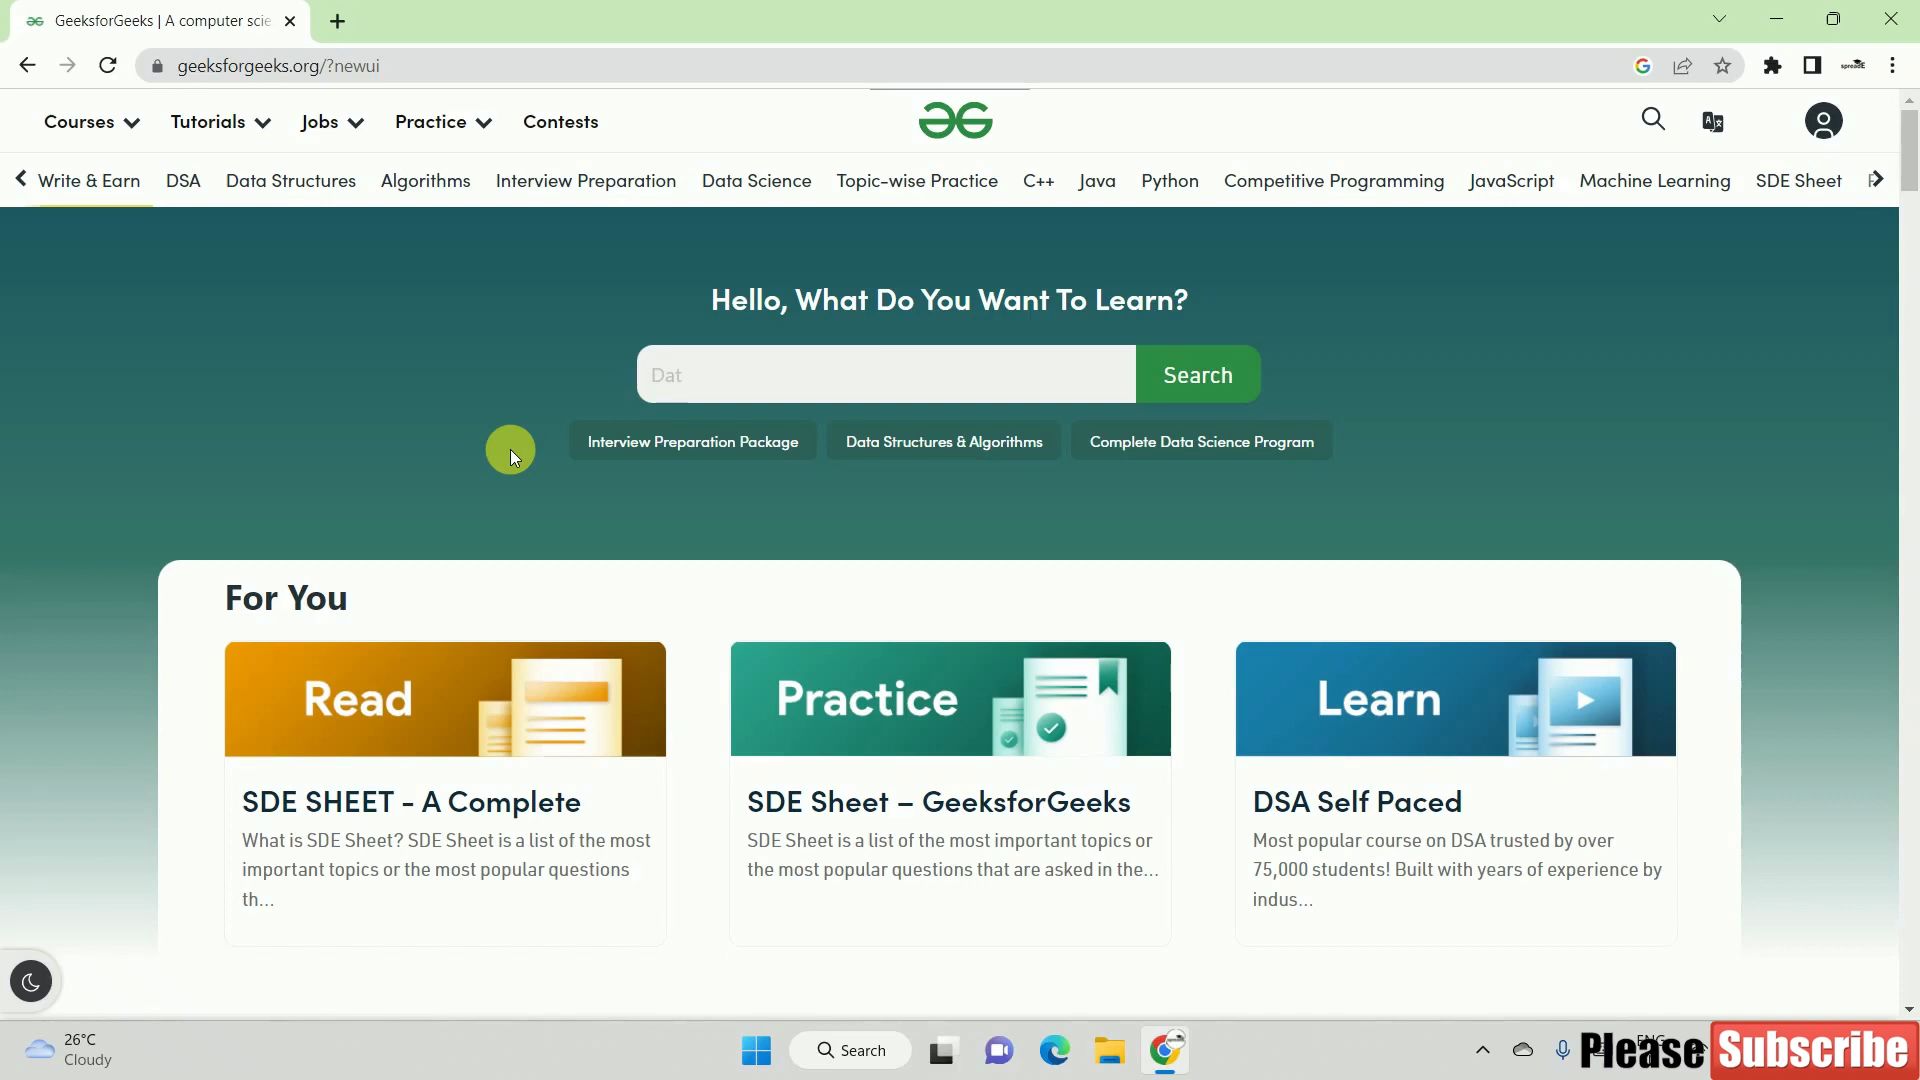 GeeksforGeeks | A computer scie
geeksforgeeks.org/?newui
spreadE
Courses Tutorials Jobs Practice Contests
Write & Earn DSA Data Structures Algorithms Interview Preparation Data Science Topic-wise Practice C++ Java Python Competitive Programming JavaScript Machine Learning SDE Sheet
Hello, What Do You Want To Learn?
Dat Search
Interview Preparation Package Data Structures & Algorithms Complete Data Science Program
For You
Read Practice Learn
SDE SHEET - A Complete
What is SDE Sheet? SDE Sheet is a list of the most
important topics or the most popular questions
th...
SDE Sheet – GeeksforGeeks
SDE Sheet is a list of the most important topics or
the most popular questions that are asked in the...
DSA Self Paced
Most popular course on DSA trusted by over
75,000 students! Built with years of experience by
indus...
26°C
Cloudy
Search
ENG
Please Subscribe